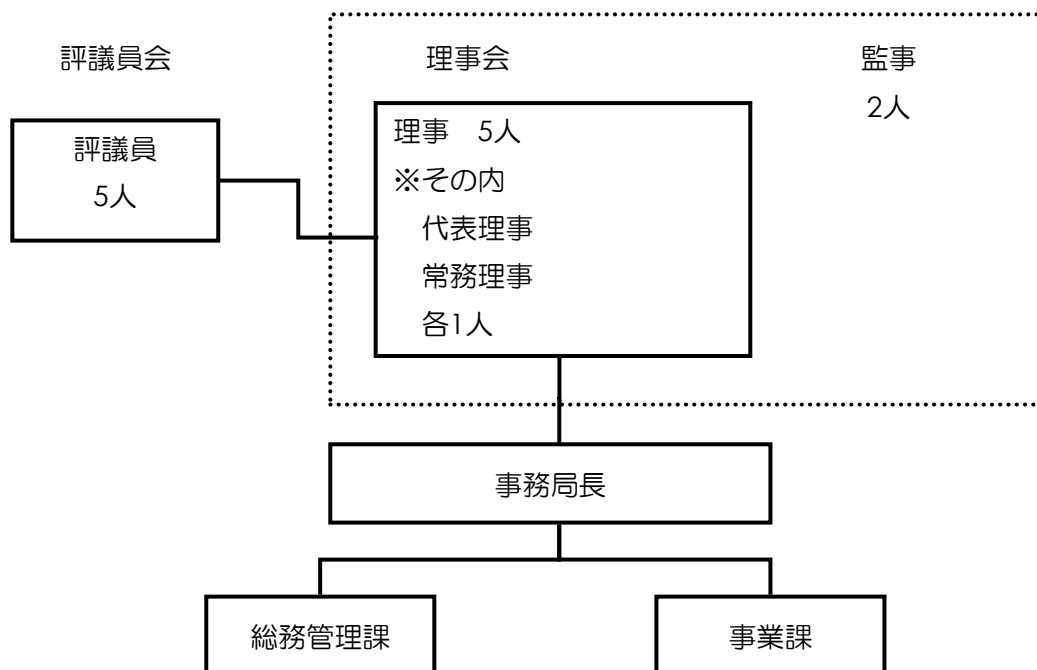 評議員会
理事会
監事
2人
評議員
5人
理事　5人
※その内
代表理事
常務理事
各1人
事務局長
総務管理課
事業課